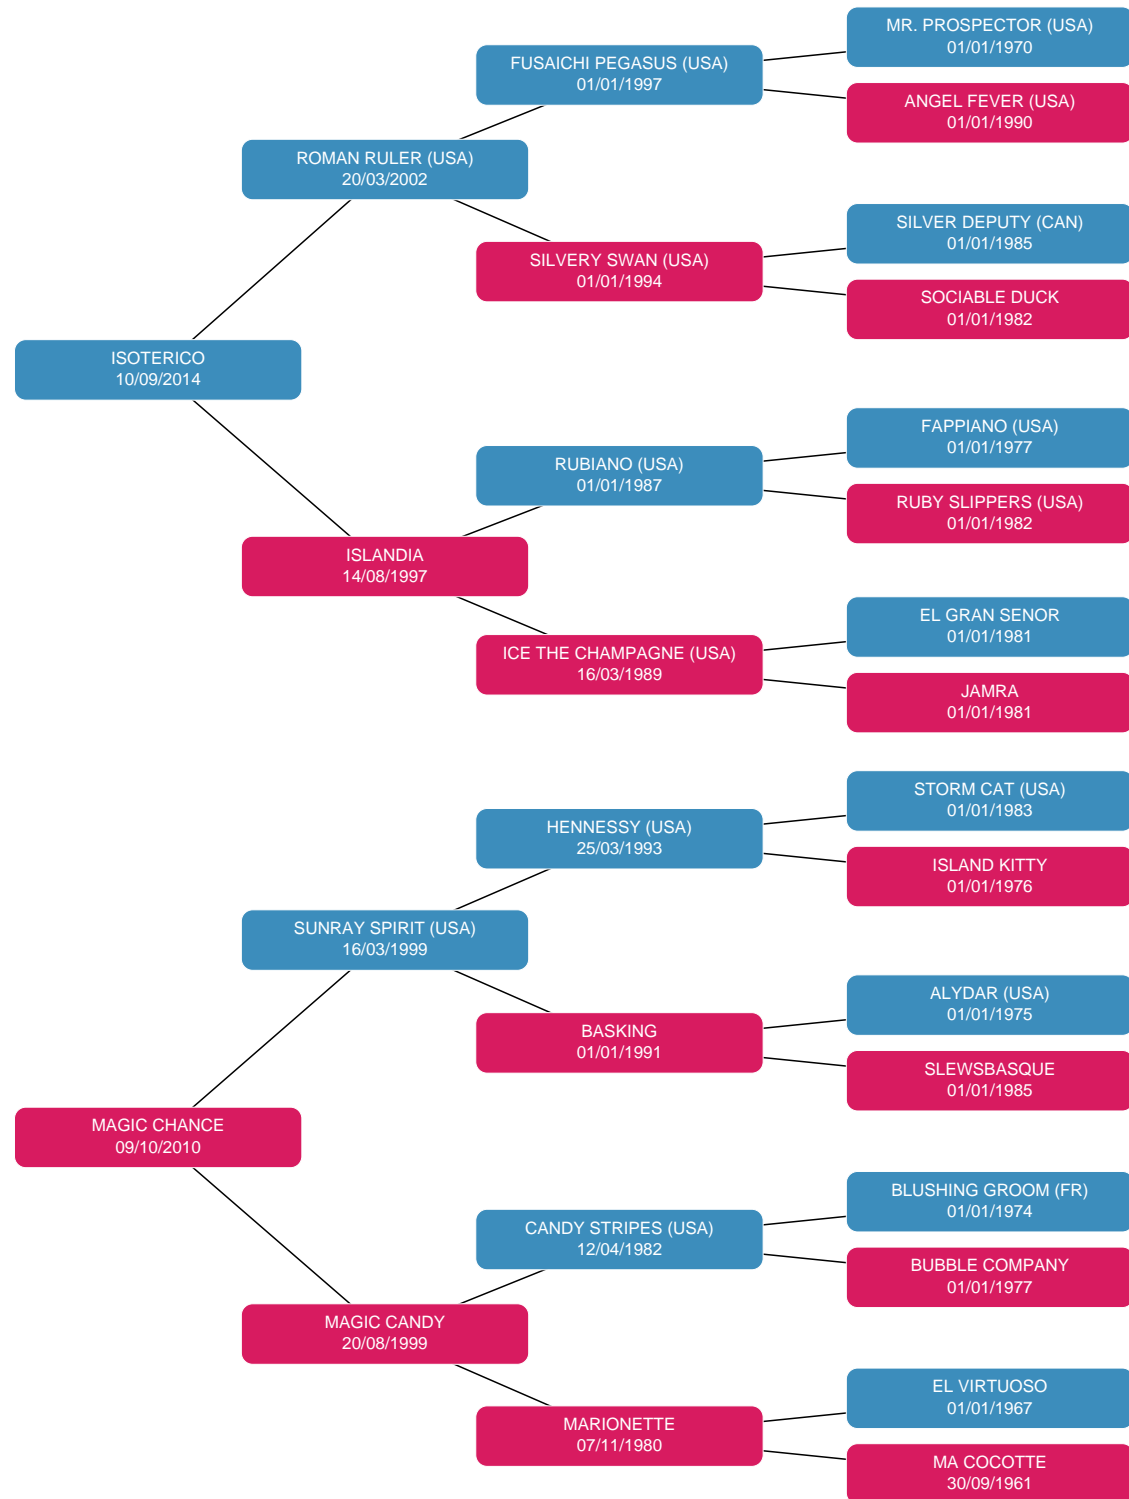 MR. PROSPECTOR (USA)
01/01/1970
FUSAICHI PEGASUS (USA)
01/01/1997
ANGEL FEVER (USA)
01/01/1990
ROMAN RULER (USA)
20/03/2002
SILVER DEPUTY (CAN)
01/01/1985
SILVERY SWAN (USA)
01/01/1994
SOCIABLE DUCK
01/01/1982
ISOTERICO
10/09/2014
FAPPIANO (USA)
01/01/1977
RUBIANO (USA)
01/01/1987
RUBY SLIPPERS (USA)
01/01/1982
ISLANDIA
14/08/1997
EL GRAN SENOR
01/01/1981
ICE THE CHAMPAGNE (USA)
16/03/1989
JAMRA
01/01/1981
STORM CAT (USA)
01/01/1983
HENNESSY (USA)
25/03/1993
ISLAND KITTY
01/01/1976
SUNRAY SPIRIT (USA)
16/03/1999
ALYDAR (USA)
01/01/1975
BASKING
01/01/1991
SLEWSBASQUE
01/01/1985
MAGIC CHANCE
09/10/2010
BLUSHING GROOM (FR)
01/01/1974
CANDY STRIPES (USA)
12/04/1982
BUBBLE COMPANY
01/01/1977
MAGIC CANDY
20/08/1999
EL VIRTUOSO
01/01/1967
MARIONETTE
07/11/1980
MA COCOTTE
30/09/1961